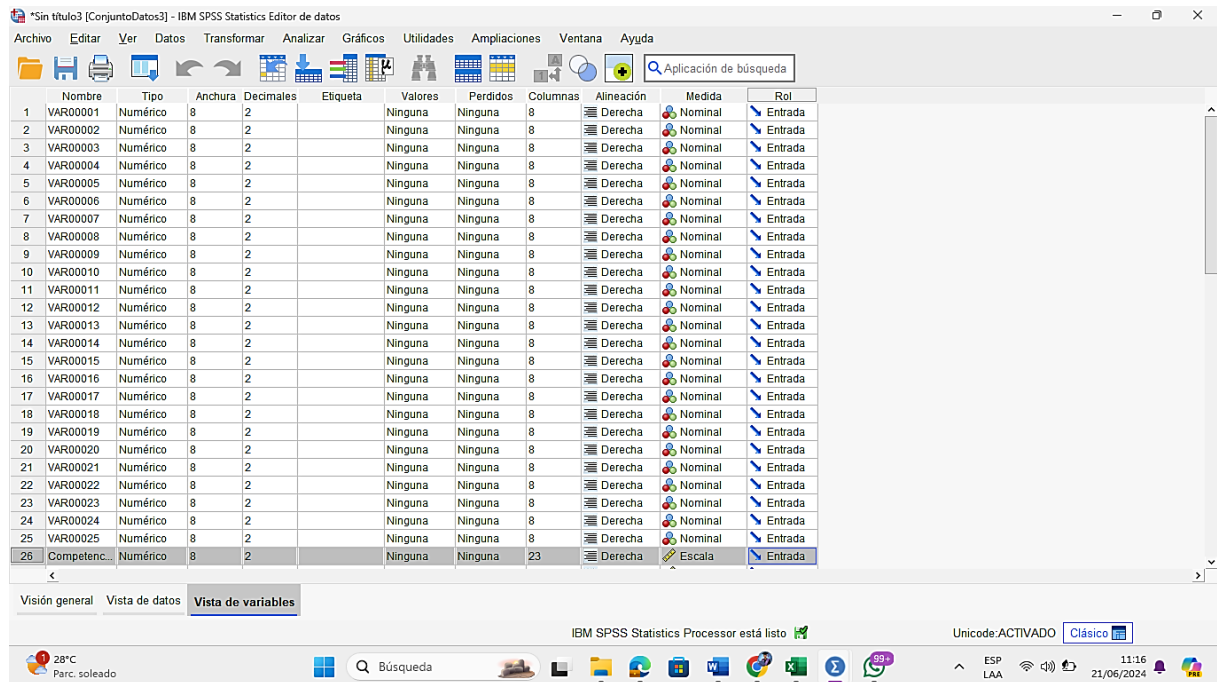 *Sin título3 [ConjuntoDatos3] - IBM SPSS Statistics Editor de datos
Archivo Editar Ver Datos Transformar Analizar Gráficos Utilidades Ampliaciones Ventana Ayuda
Aplicación de búsqueda
Nombre Tipo Anchura Decimales Etiqueta Valores Perdidos Columnas Alineación Medida Rol
1 VAR00001 Numérico 8 2 Ninguna Ninguna 8 Derecha Nominal Entrada
2 VAR00002 Numérico 8 2 Ninguna Ninguna 8 Derecha Nominal Entrada
3 VAR00003 Numérico 8 2 Ninguna Ninguna 8 Derecha Nominal Entrada
4 VAR00004 Numérico 8 2 Ninguna Ninguna 8 Derecha Nominal Entrada
5 VAR00005 Numérico 8 2 Ninguna Ninguna 8 Derecha Nominal Entrada
6 VAR00006 Numérico 8 2 Ninguna Ninguna 8 Derecha Nominal Entrada
7 VAR00007 Numérico 8 2 Ninguna Ninguna 8 Derecha Nominal Entrada
8 VAR00008 Numérico 8 2 Ninguna Ninguna 8 Derecha Nominal Entrada
9 VAR00009 Numérico 8 2 Ninguna Ninguna 8 Derecha Nominal Entrada
10 VAR00010 Numérico 8 2 Ninguna Ninguna 8 Derecha Nominal Entrada
11 VAR00011 Numérico 8 2 Ninguna Ninguna 8 Derecha Nominal Entrada
12 VAR00012 Numérico 8 2 Ninguna Ninguna 8 Derecha Nominal Entrada
13 VAR00013 Numérico 8 2 Ninguna Ninguna 8 Derecha Nominal Entrada
14 VAR00014 Numérico 8 2 Ninguna Ninguna 8 Derecha Nominal Entrada
15 VAR00015 Numérico 8 2 Ninguna Ninguna 8 Derecha Nominal Entrada
16 VAR00016 Numérico 8 2 Ninguna Ninguna 8 Derecha Nominal Entrada
17 VAR00017 Numérico 8 2 Ninguna Ninguna 8 Derecha Nominal Entrada
18 VAR00018 Numérico 8 2 Ninguna Ninguna 8 Derecha Nominal Entrada
19 VAR00019 Numérico 8 2 Ninguna Ninguna 8 Derecha Nominal Entrada
20 VAR00020 Numérico 8 2 Ninguna Ninguna 8 Derecha Nominal Entrada
21 VAR00021 Numérico 8 2 Ninguna Ninguna 8 Derecha Nominal Entrada
22 VAR00022 Numérico 8 2 Ninguna Ninguna 8 Derecha Nominal Entrada
23 VAR00023 Numérico 8 2 Ninguna Ninguna 8 Derecha Nominal Entrada
24 VAR00024 Numérico 8 2 Ninguna Ninguna 8 Derecha Nominal Entrada
25 VAR00025 Numérico 8 2 Ninguna Ninguna 8 Derecha Nominal Entrada
26 Competenc... Numérico 8 2 Ninguna Ninguna 23 Derecha Escala Entrada
Visión general Vista de datos Vista de variables
IBM SPSS Statistics Processor está listo Unicode:ACTIVADO Clásico
1 28°C
Parc. soleado
Búsqueda
99+
ESP
LAA
11:16
21/06/2024
PRE